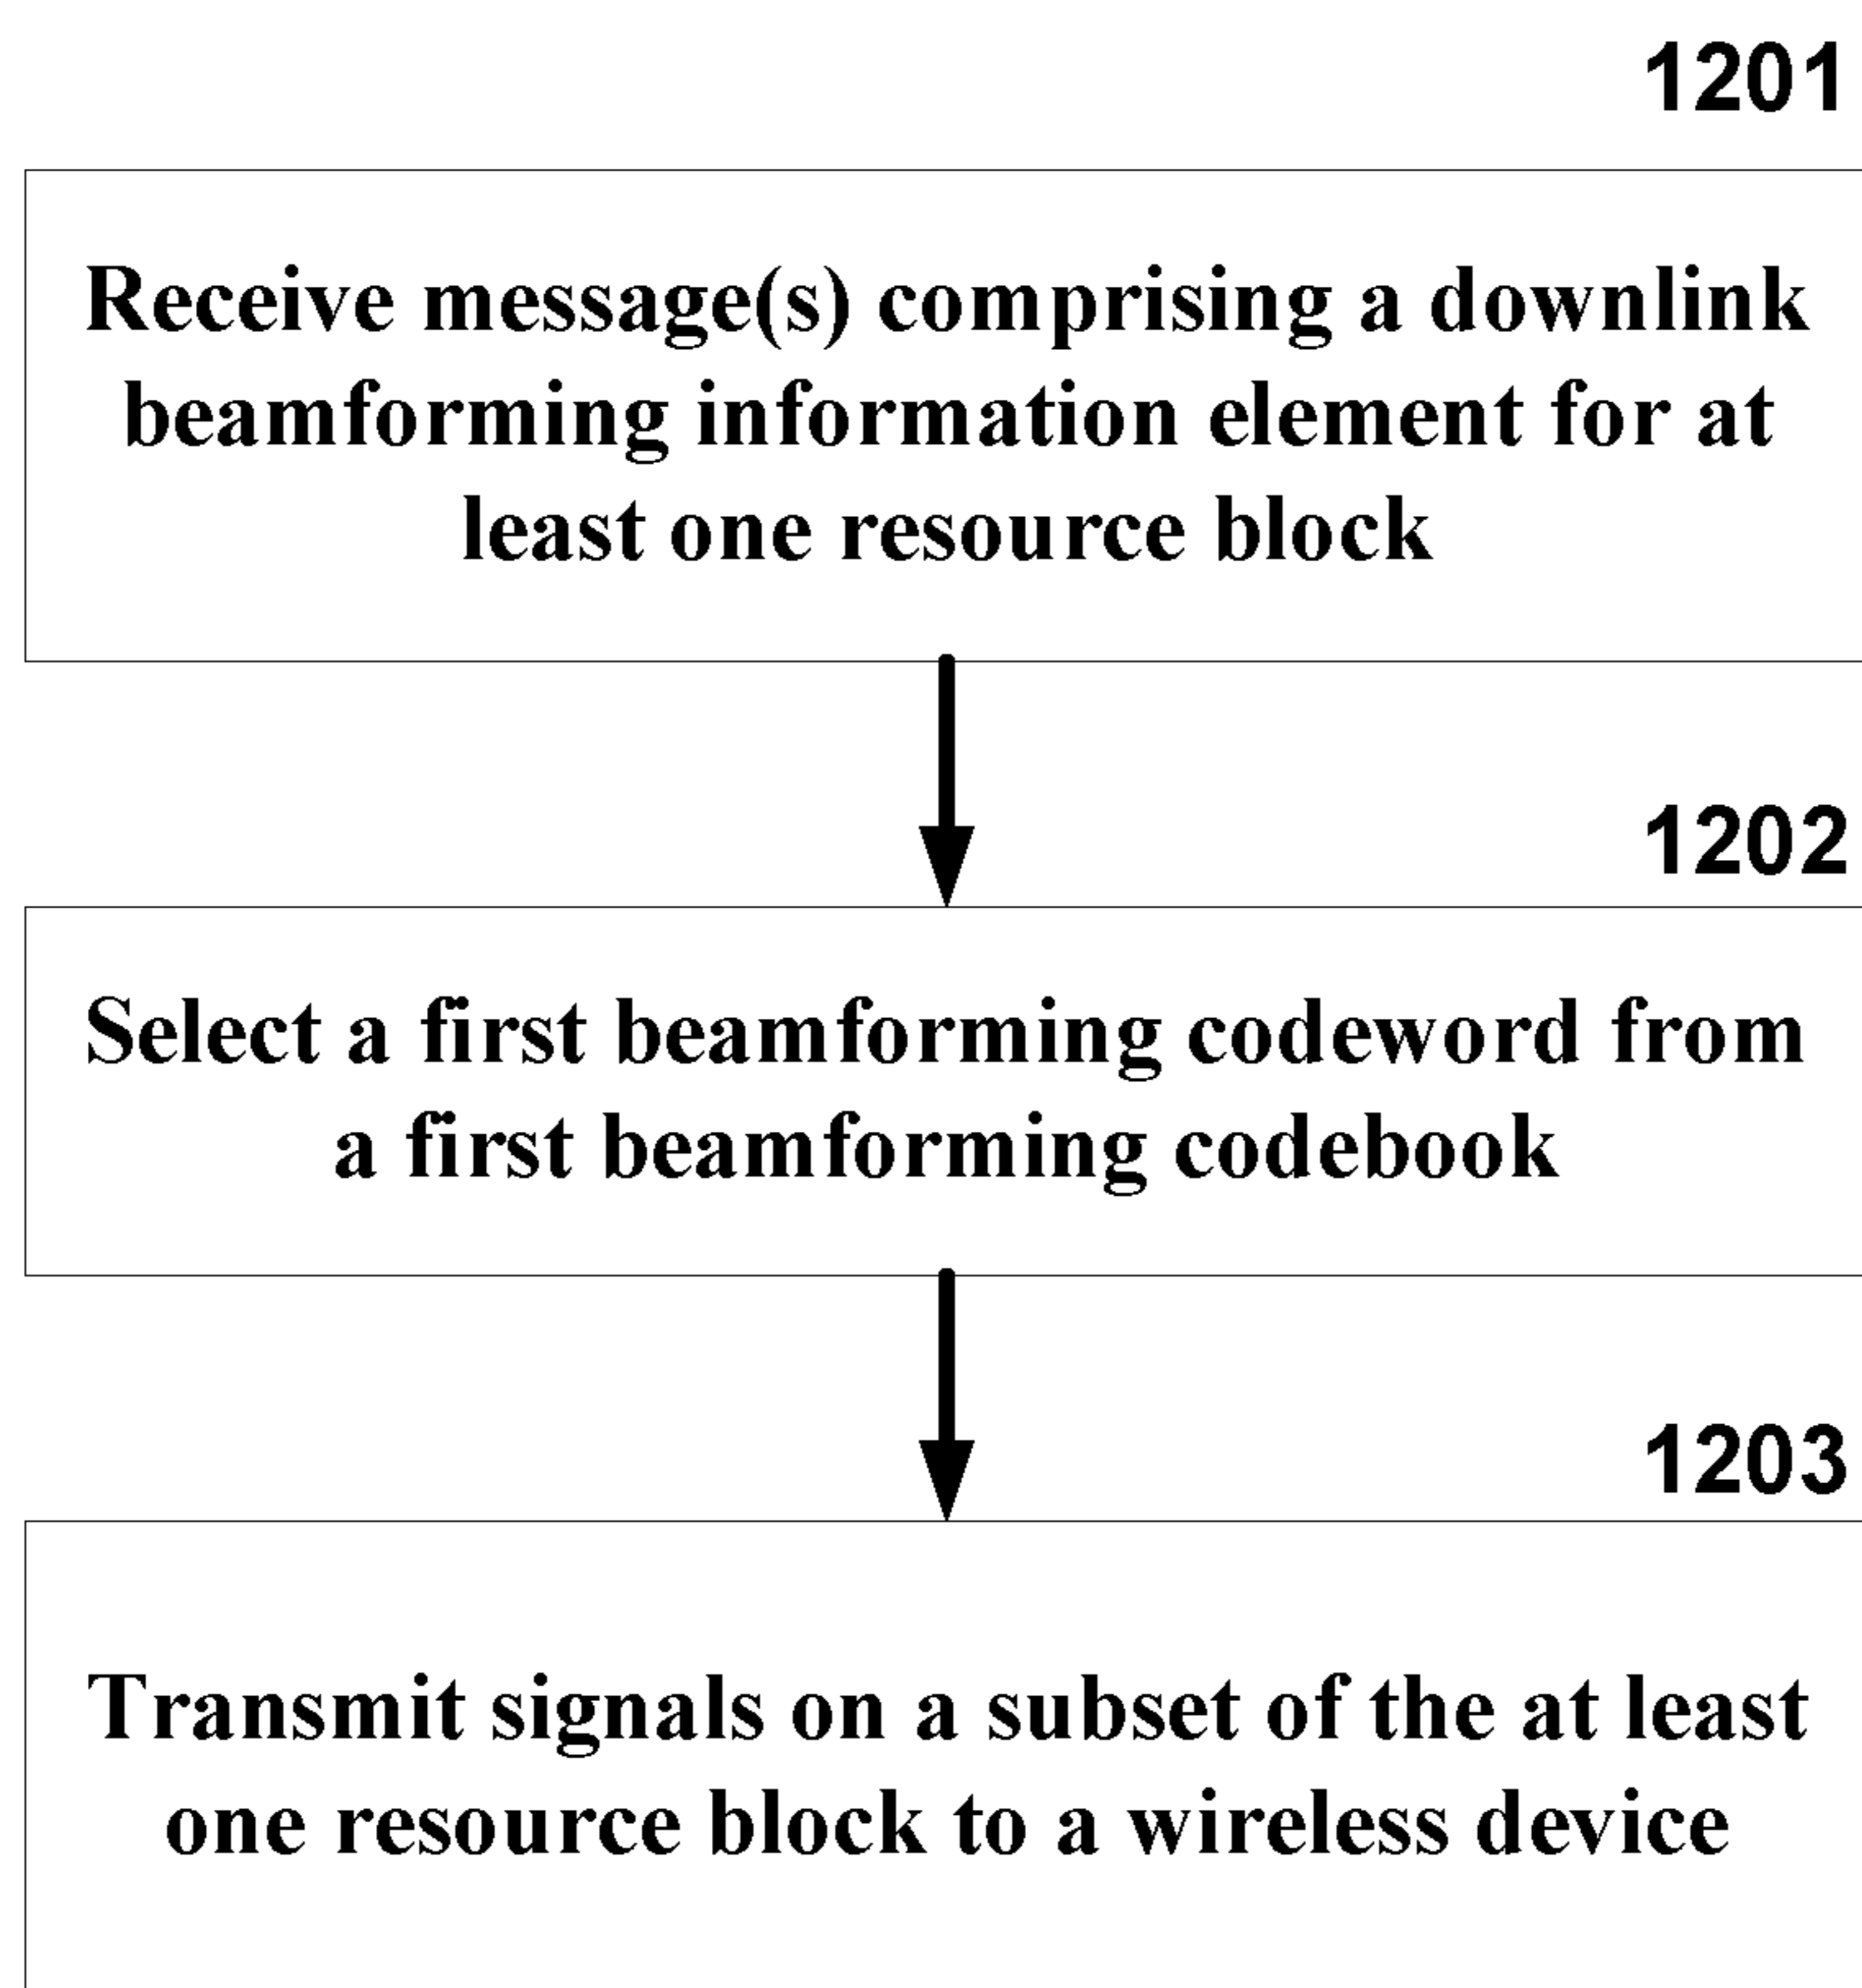 1201
Receive message(s) comprising a downlink
beamforming information element for at
least one resource block
1202
Select a first beamforming codeword from
a first beamforming codebook
1203
Transmit signals on a subset of the at least
one resource block to a wireless device